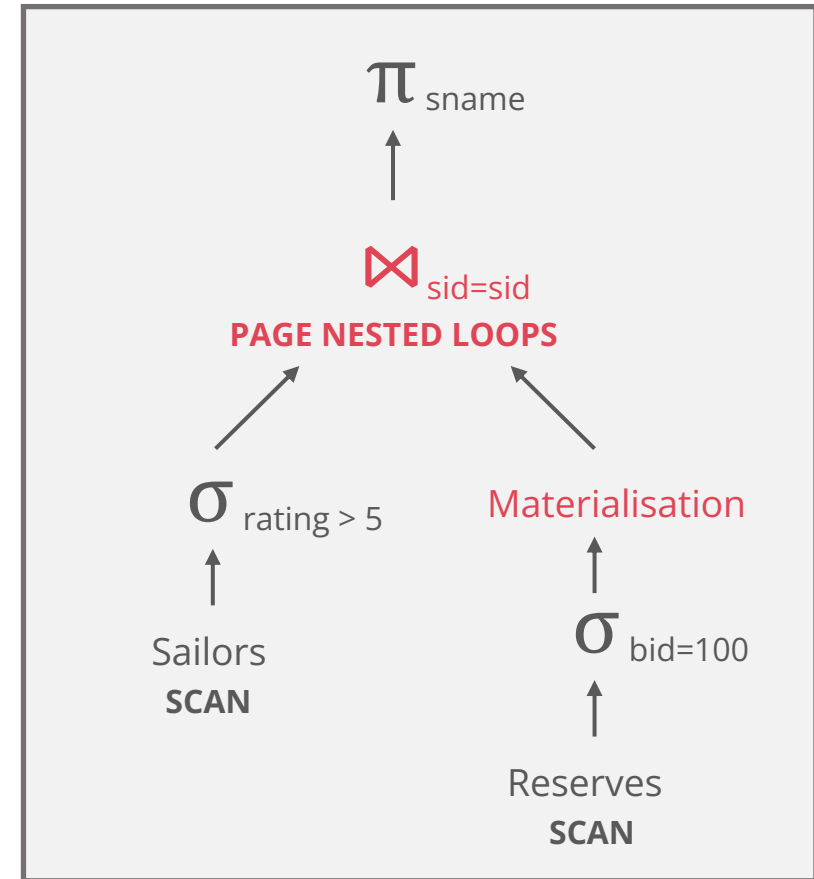 π sname
⋈ sid=sid
PAGE NESTED LOOPS
σ rating > 5
Materialisation
σ bid=100
Sailors
SCAN
Reserves
SCAN